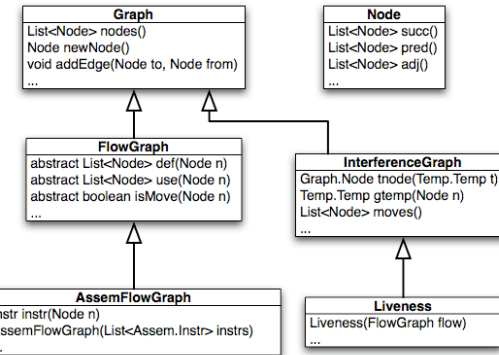 Graph
List<Node> nodes()
Node newNode()
void addEdge(Node to, Node from)
...
Node
List<Node> succ()
List<Node> pred()
List<Node> adj()
...
FlowGraph
abstract List<Node> def(Node n)
abstract List<Node> use(Node n)
abstract boolean isMove(Node n)
...
InterferenceGraph
Graph.Node tnode(Temp.Temp t)
Temp.Temp gtemp(Node n)
List<Node> moves()
...
AssemFlowGraph
nstr instr(Node n)
ssemFlowGraph(List<Assem.Instr> instrs)
Liveness
Liveness(FlowGraph flow)
...